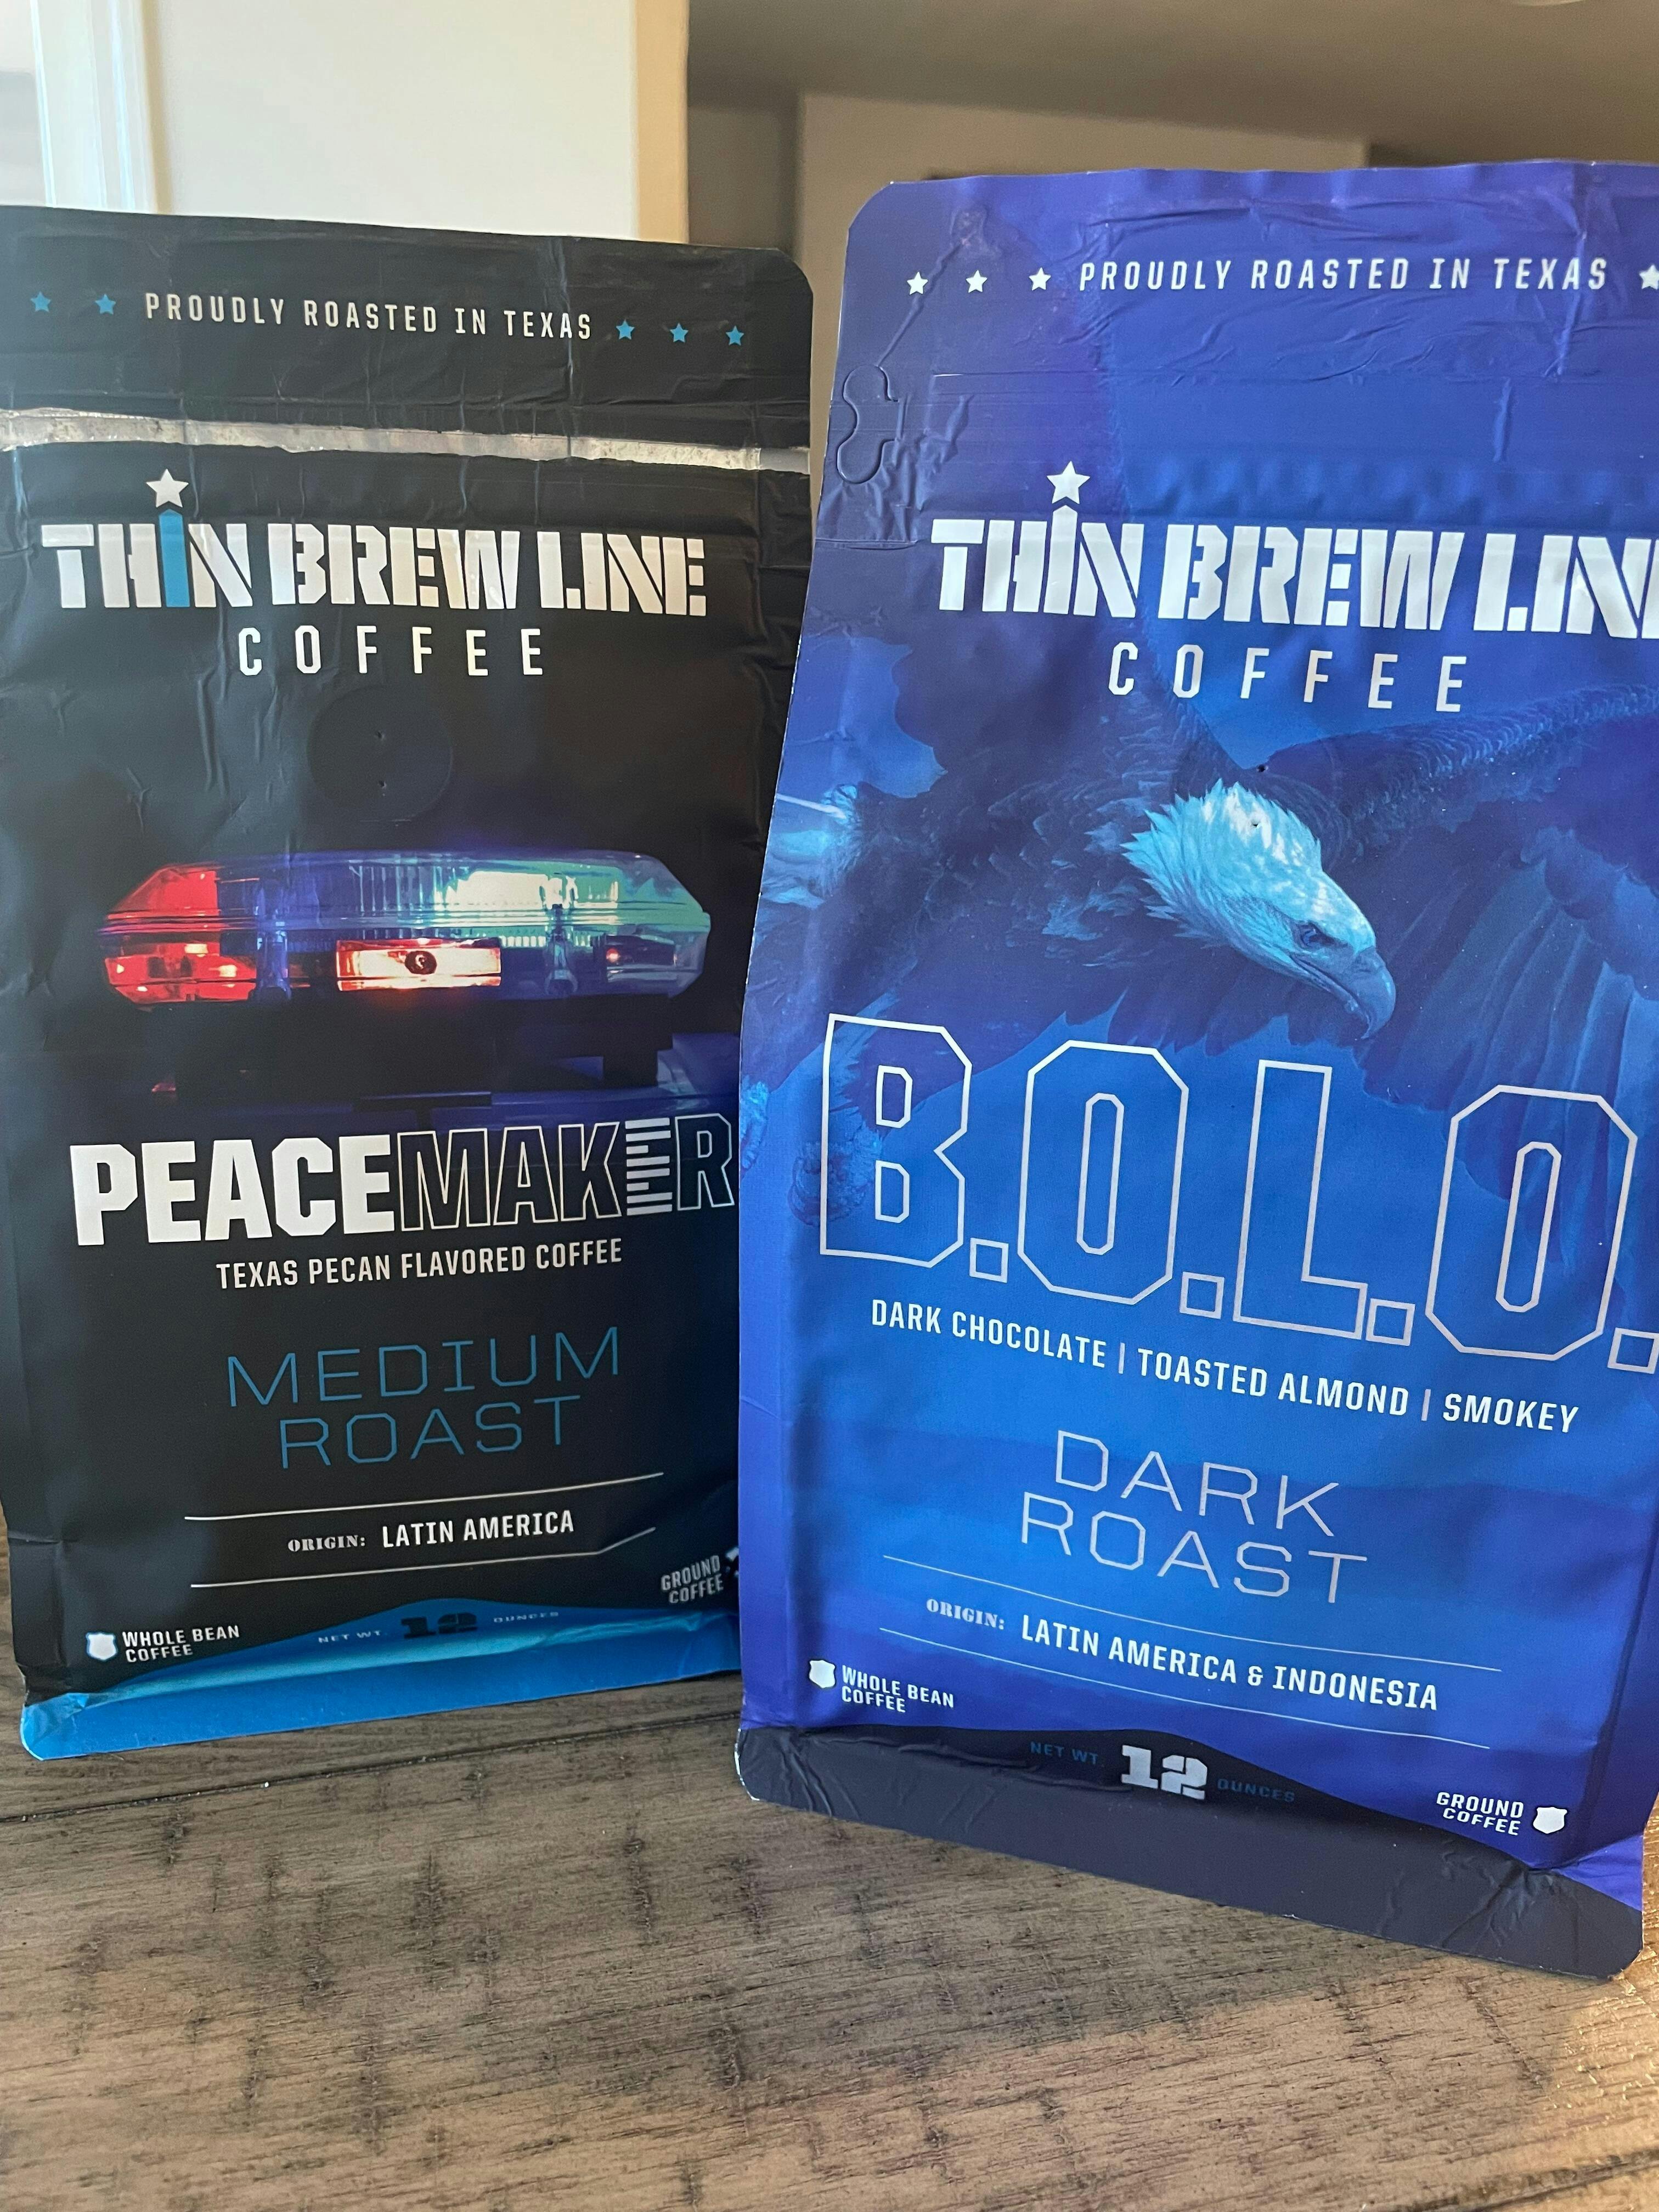 PROUDLY ROASTED IN TEXAS
THIN BREW LINE
COFFEE
PEACEMAKER
TEXAS PECAN FLAVORED COFFEE
MEDIUM
ROAST
ORIGIN: LATIN AMERICA
WHOLE BEAN
COFFEE
NET WT. 12 OUNCES
GROUND
COFFEE
PROUDLY ROASTED IN TEXAS
THIN BREW LIN
COFFEE
B.O.L.O.
DARK CHOCOLATE | TOASTED ALMOND | SMOKEY
DARK
ROAST
ORIGIN: LATIN AMERICA & INDONESIA
WHOLE BEAN
COFFEE
NET WT. 12 OUNCES
GROUND
COFFEE